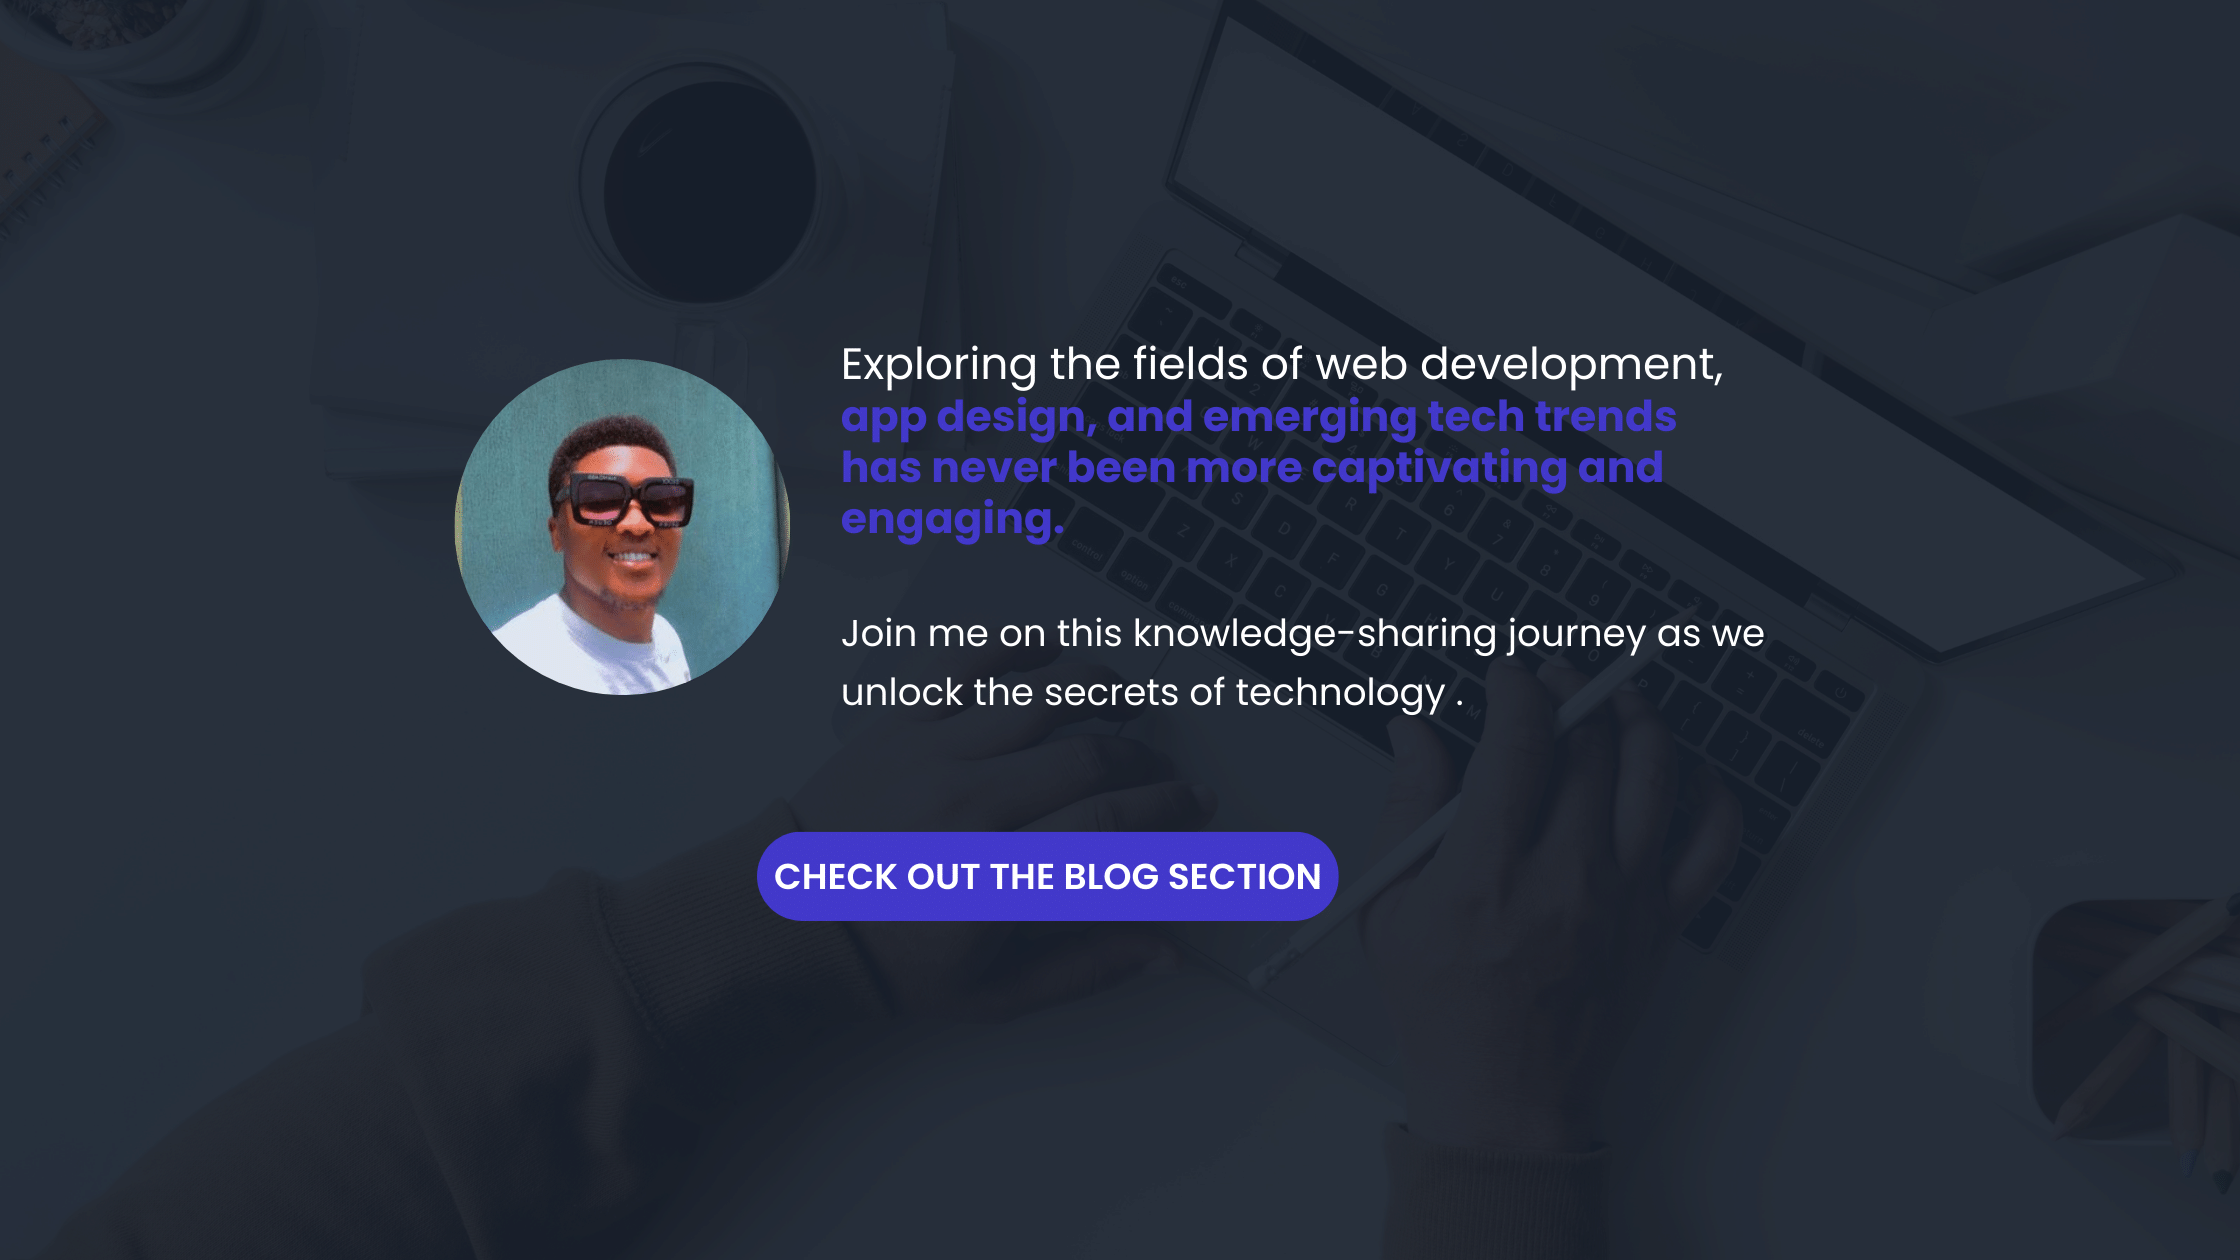 Exploring the fields of web development,
app design, and emerging tech trends
has never been more captivating and
engaging.
Join me on this knowledge-sharing journey as we
unlock the secrets of technology .
CHECK OUT THE BLOG SECTION